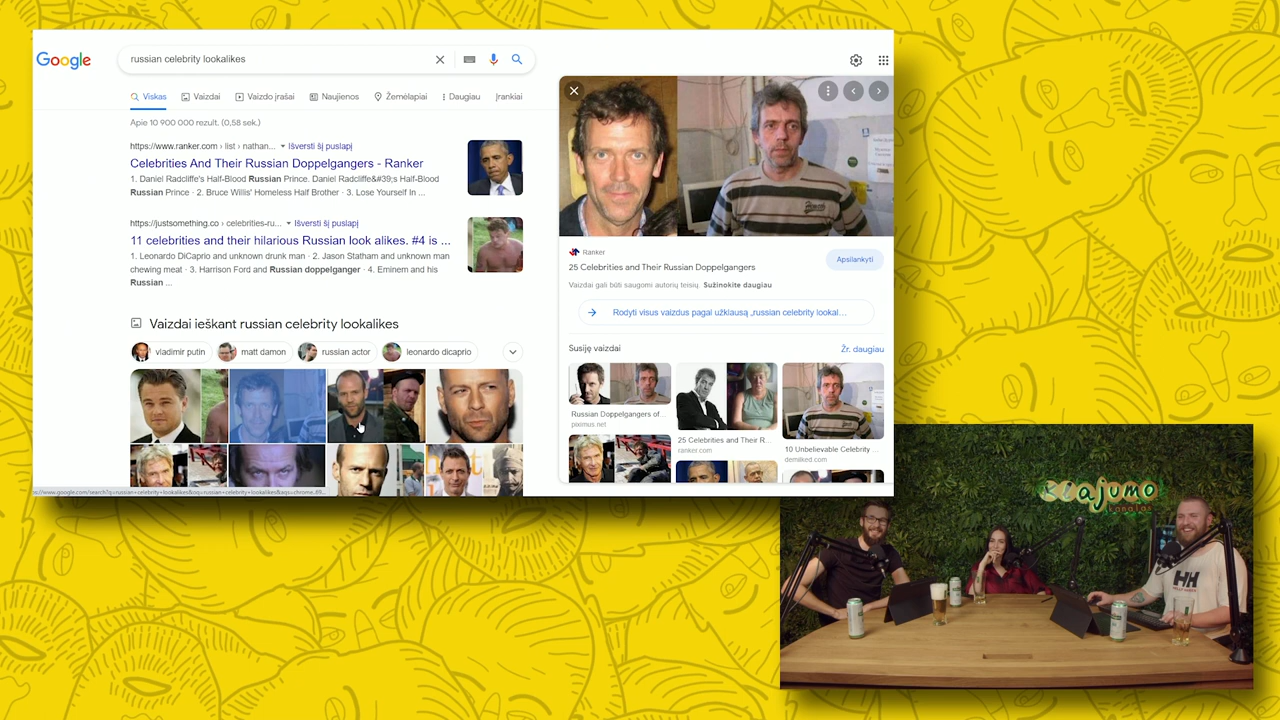 Google
russian celebrity lookalikes
Viskas
Vaizdai
Vaizdo įrašai
Naujienos
Žemėlapiai
Daugiau
Įrankiai
Apie 10 900 000 rezult. (0,58 sek.)
https://www.ranker.com › list › nathan... Išversti šį puslapį
Celebrities And Their Russian Doppelgangers - Ranker
1. Daniel Radcliffe's Half-Blood Russian Prince. Daniel Radcliffe&#39;s Half-Blood
Russian Prince · 2. Bruce Willis' Homeless Half Brother · 3. Lose Yourself In ...
https://justsomething.co › celebrities-ru... Išversti šį puslapį
11 celebrities and their hilarious Russian look alikes. #4 is ...
1. Leonardo DiCaprio and unknown drunk man · 2. Jason Statham and unknown man
chewing meat · 3. Harrison Ford and Russian doppelganger · 4. Eminem and his
Russian ...
Vaizdai ieškant russian celebrity lookalikes
vladimir putin
matt damon
russian actor
leonardo dicaprio
Ranker
25 Celebrities and Their Russian Doppelgangers
Apsilankyti
Vaizdai gali būti saugomi autorių teisių. Sužinokite daugiau
Rodyti visus vaizdus pagal užklausą „russian celebrity lookal...
Susiję vaizdai
Žr. daugiau
Russian Doppelgangers of...
piximus.net
25 Celebrities and Their R...
ranker.com
10 Unbelievable Celebrity ...
demilked.com
kanalas
HH